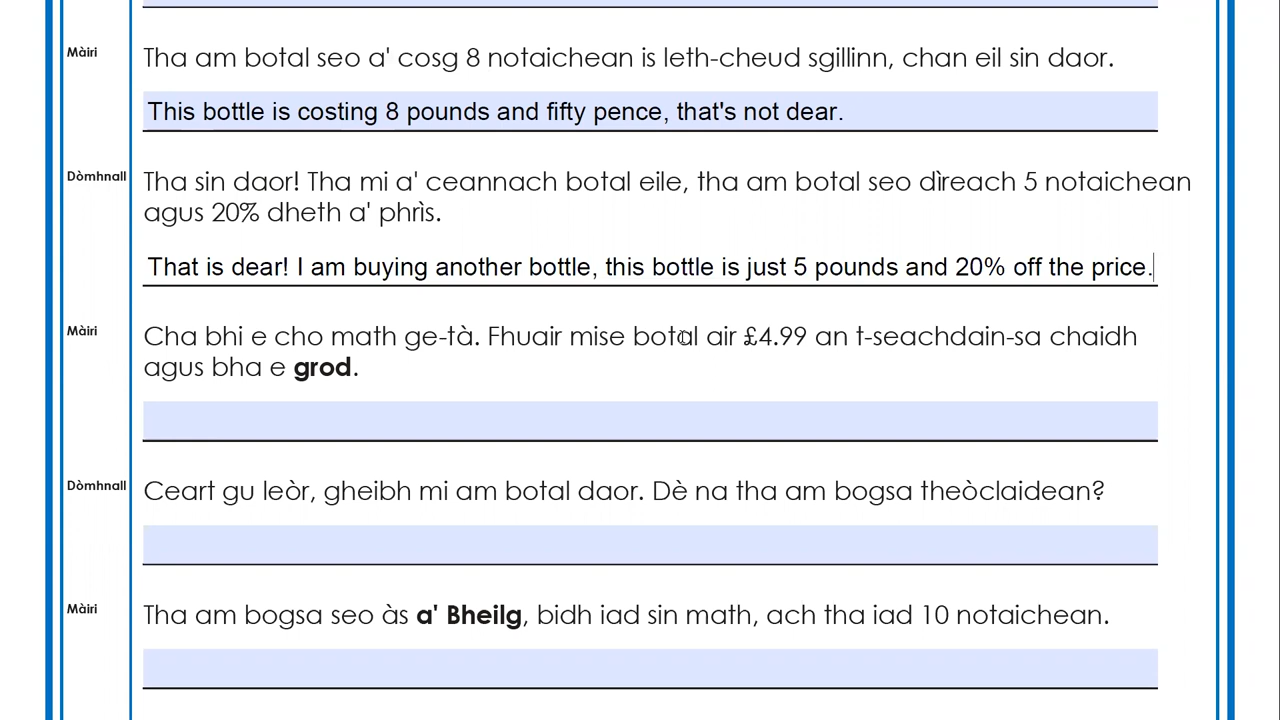 Màiri
Tha am botal seo a' cosg 8 notaichean is leth-cheud sgillinn, chan eil sin daor.
This bottle is costing 8 pounds and fifty pence, that's not dear.
Dòmhnall
Tha sin daor! Tha mi a' ceannach botal eile, tha am botal seo dìreach 5 notaichean
agus 20% dheth a' phrìs.
That is dear! I am buying another bottle, this bottle is just 5 pounds and 20% off the price.
Màiri
Cha bhi e cho math ge-tà. Fhuair mise botal air £4.99 an t-seachdain-sa chaidh
agus bha e grod.
Dòmhnall
Ceart gu leòr, gheibh mi am botal daor. Dè na tha am bogsa theòclaidean?
Màiri
Tha am bogsa seo às a' Bheilg, bidh iad sin math, ach tha iad 10 notaichean.